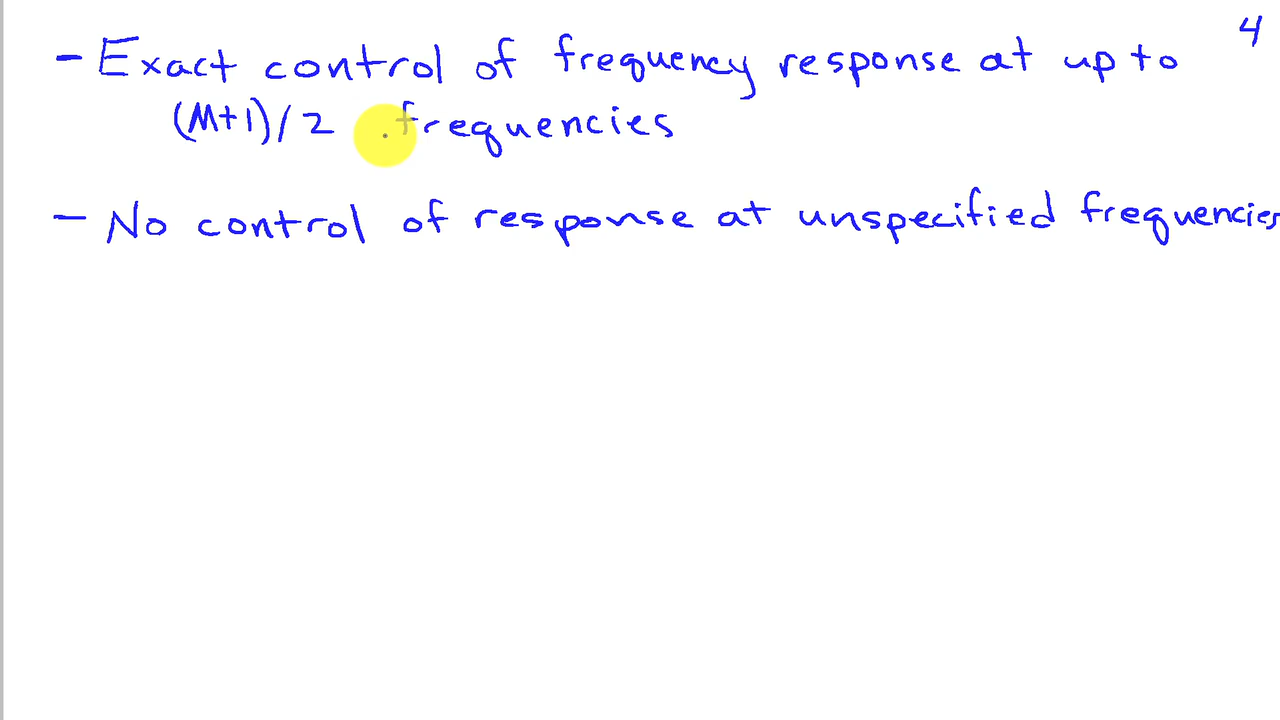 4
- Exact control of frequency response at up to
(M+1)/2 frequencies
- No control of response at unspecified frequencies